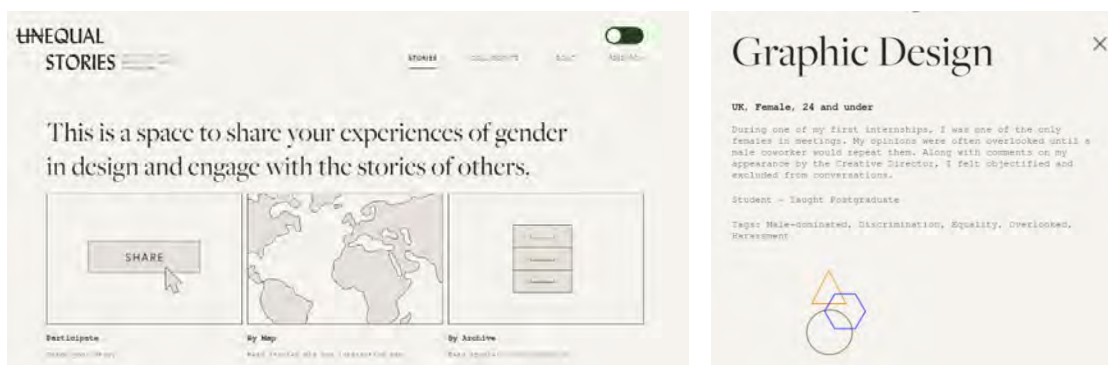 UNEQUAL
STORIES
STORIES
This is a space to share your experiences of gender
in design and engage with the stories of others.
SHARE
Participate
By Map
By Archive
Graphic Design
UK, Female, 24 and under
During one of my first internships, I was one of the only
females in meetings. My opinions were often overlooked until a
male coworker would repeat them. Along with comments on my
appearance by the Creative Director, I felt objectified and
excluded from conversations.
Student - Taught Postgraduate
Tags: Male-dominated, Discrimination, Equality, Overlooked,
Harassment